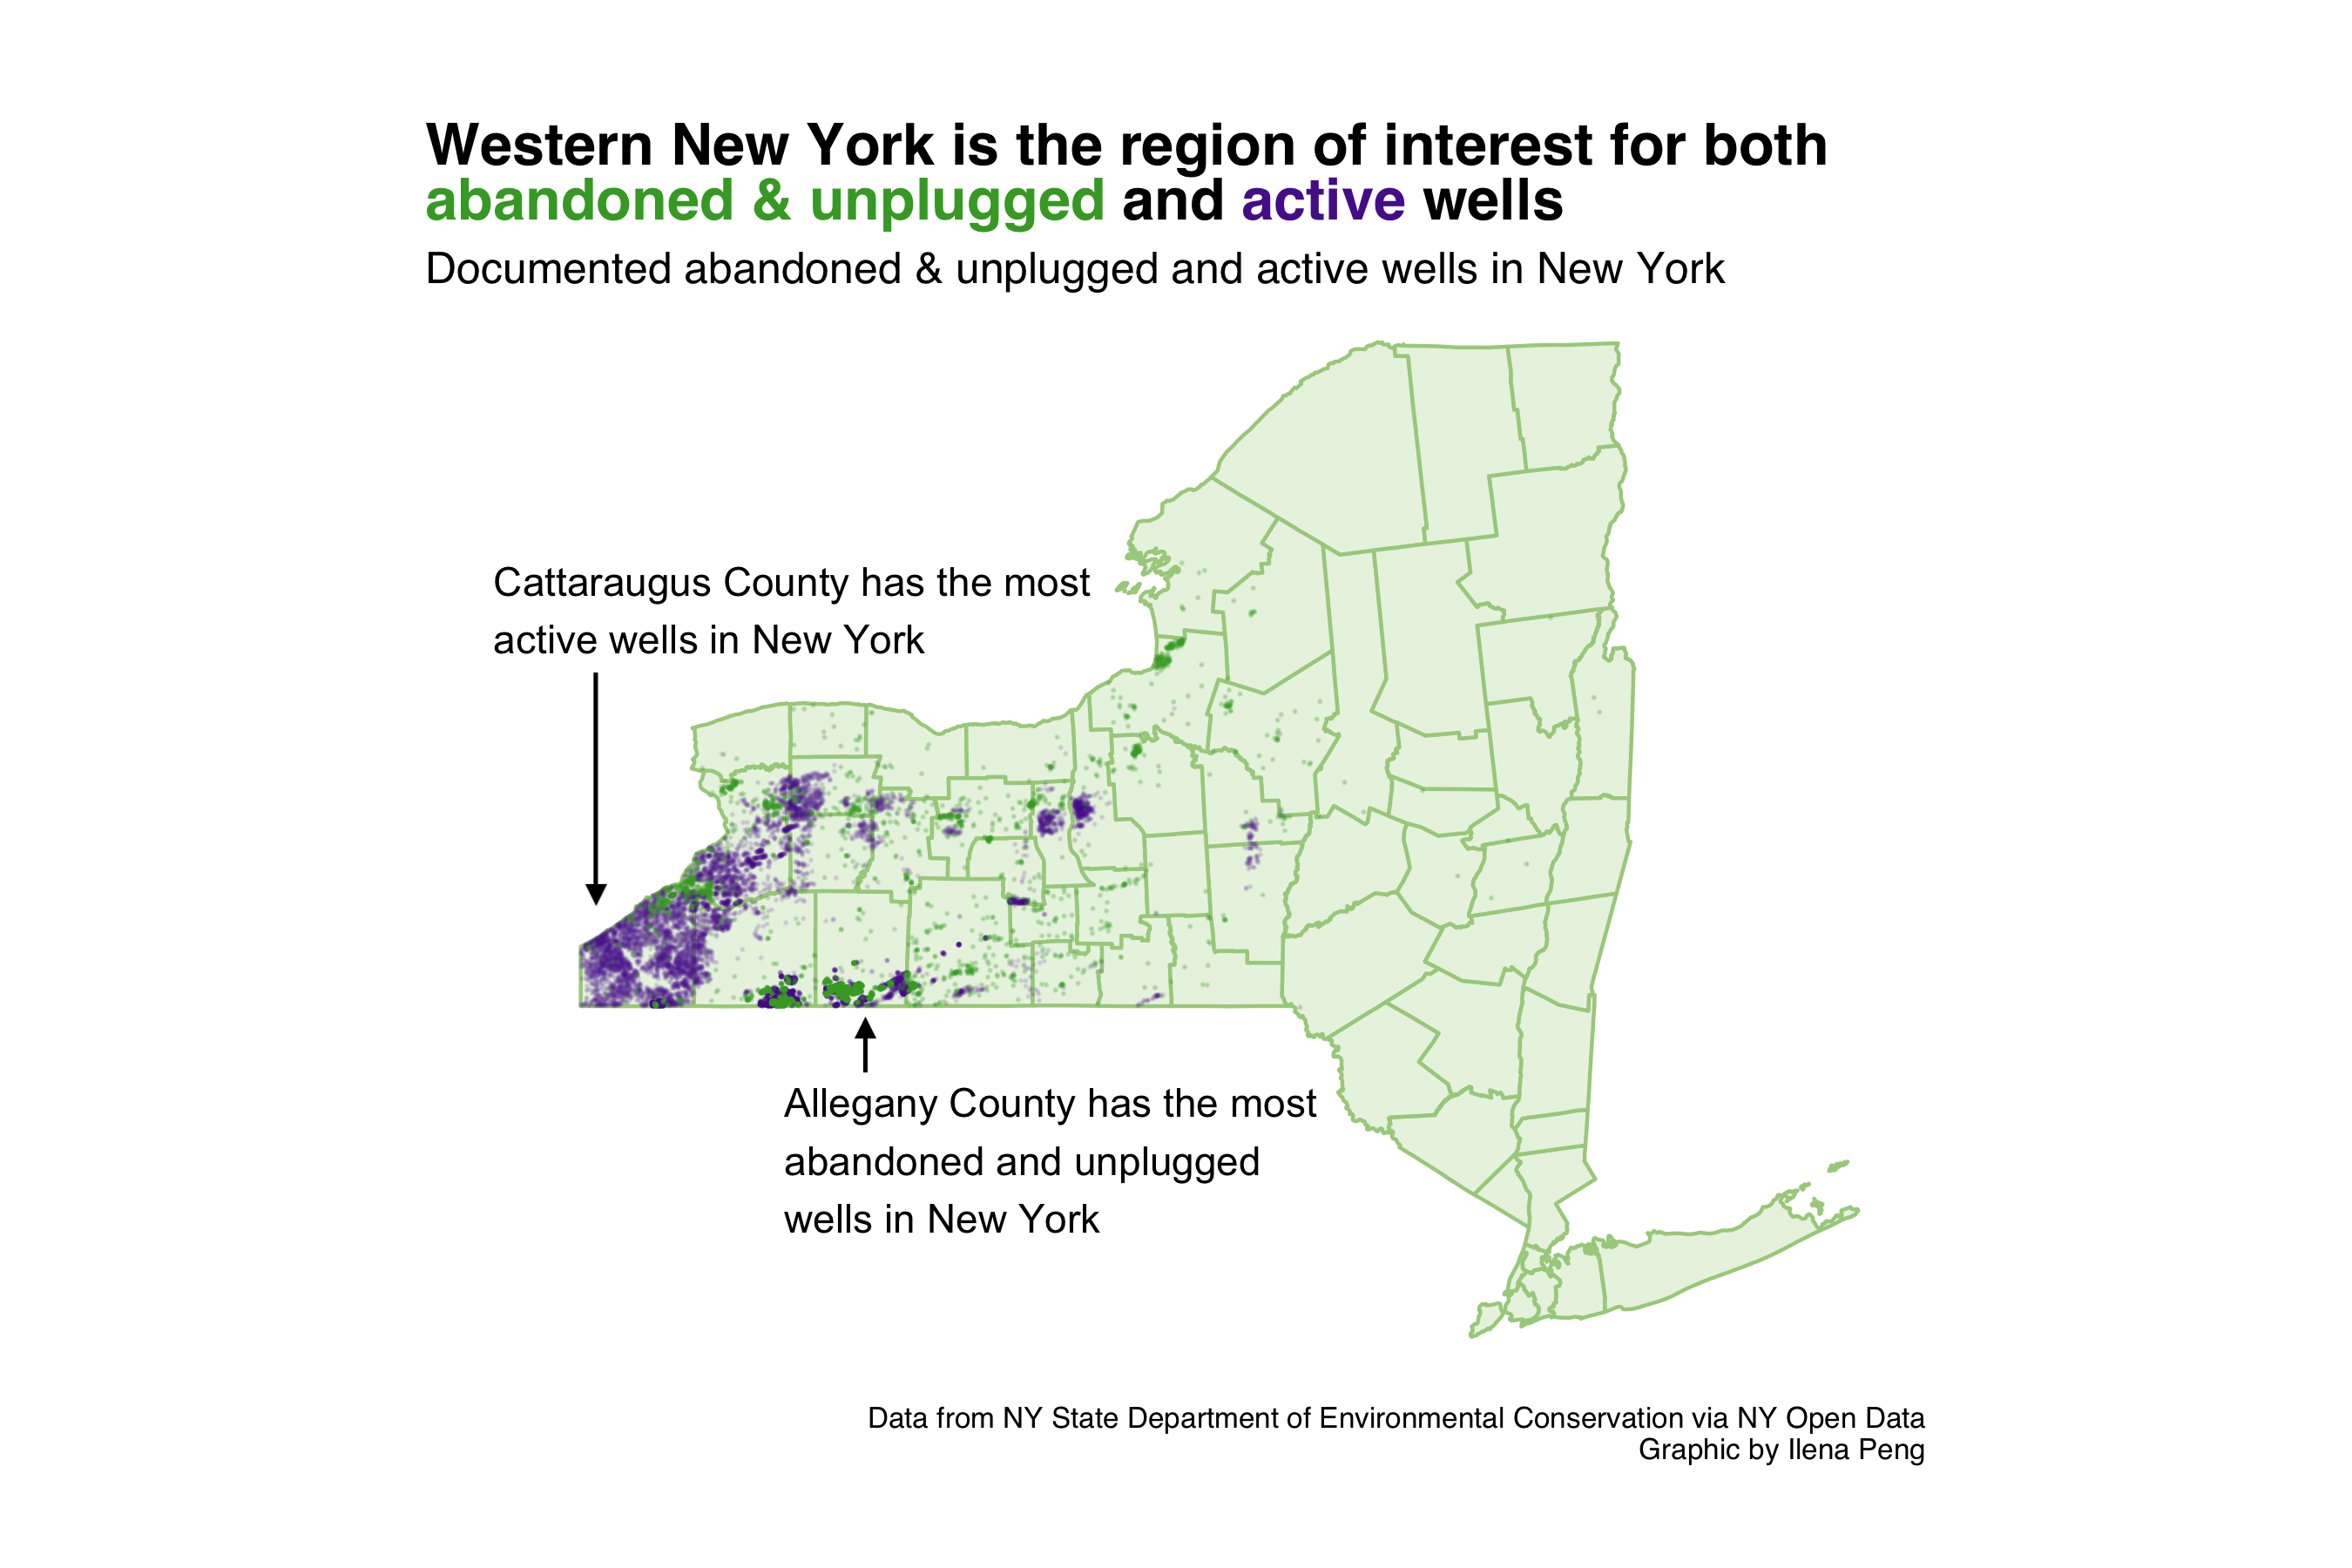 Western New York is the region of interest for both
abandoned & unplugged and active wells
Documented abandoned & unplugged and active wells in New York
Cattaraugus County has the most
active wells in New York
Allegany County has the most
abandoned and unplugged
wells in New York
Data from NY State Department of Environmental Conservation via NY Open Data
Graphic by Ilena Peng